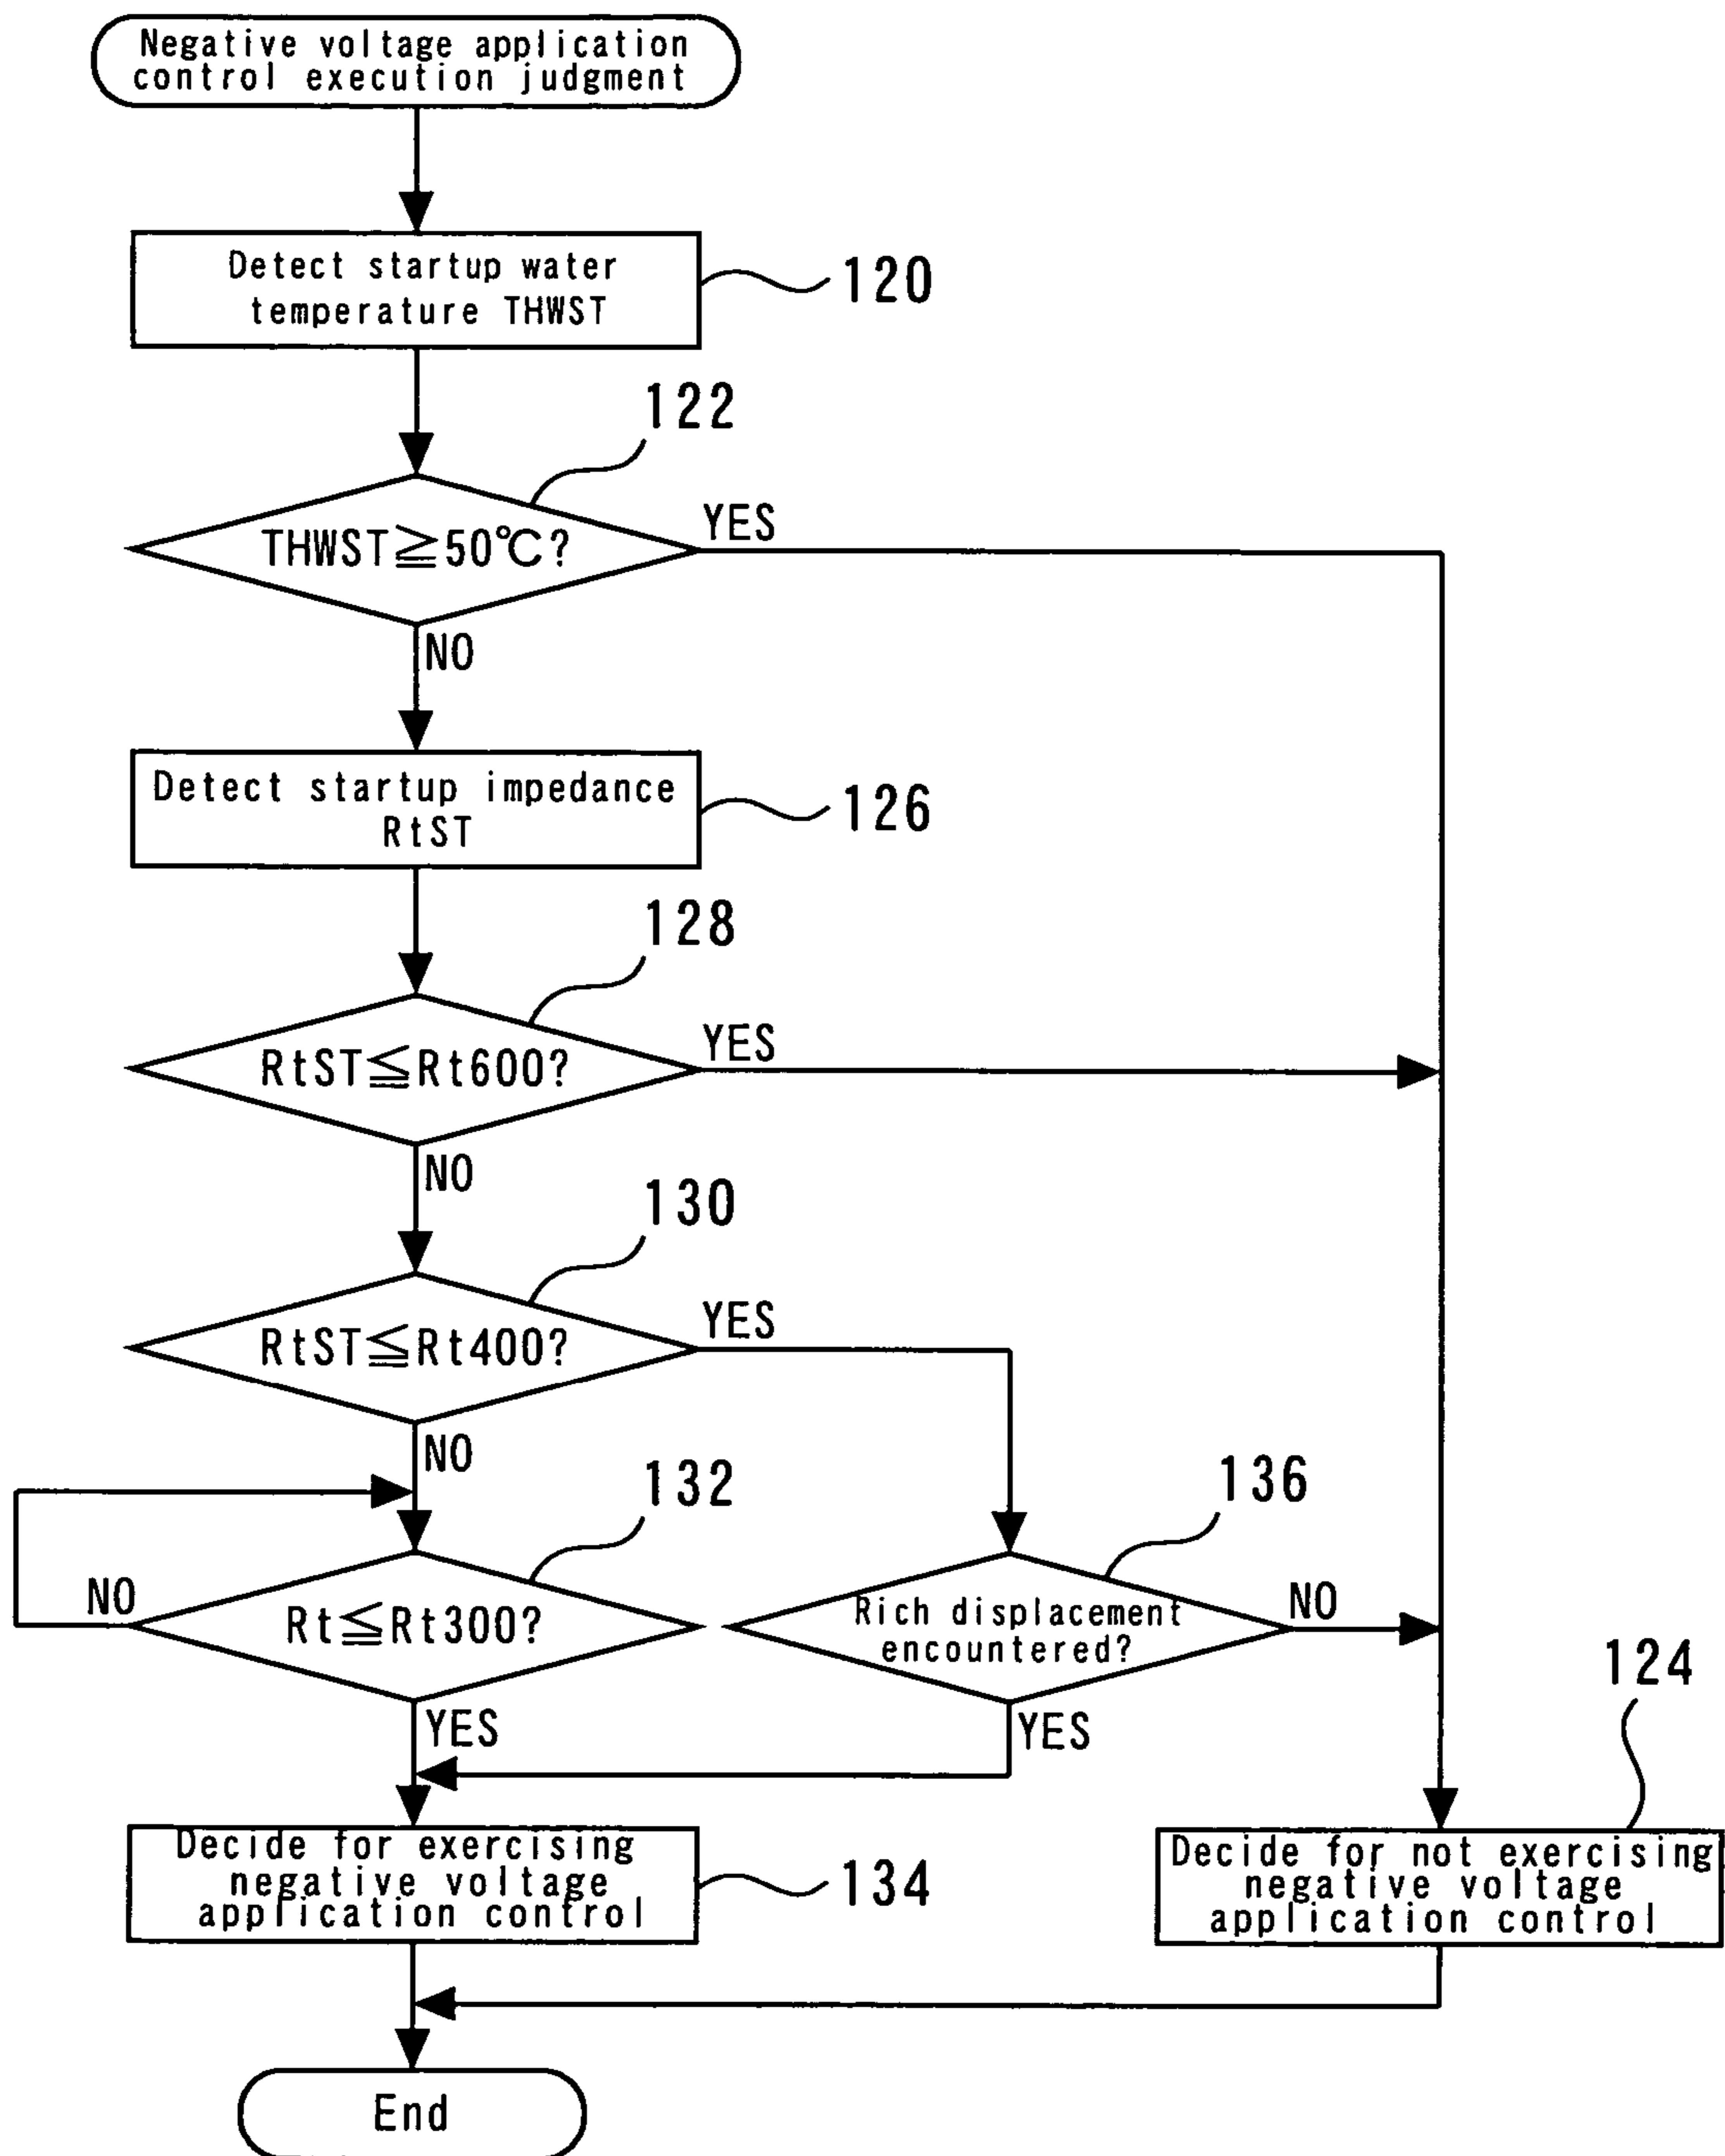 Negative voltage application
control execution judgment
Detect startup water
temperature THWST
120
122
THWST≧50℃?
YES
NO
Detect startup impedance
RtST
126
128
RtST≦Rt600?
YES
NO
130
RtST≦Rt400?
YES
NO
132
136
NO
Rt≦Rt300?
Rich displacement
encountered?
NO
124
YES
YES
Decide for exercising
negative voltage
application control
134
Decide for not exercising
negative voltage
application control
End